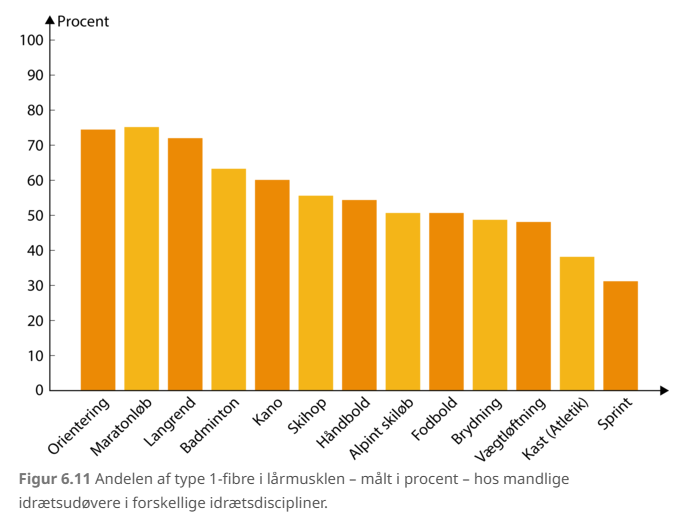 Procent
100
90
80
70
60
50
40
30
20
10
0
Orientering
Maratonløb
Langrend
Badminton
Kano
Skihop
Håndbold
Alpint skiløb
Fodbold
Brydning
Vægtløftning
Kast (Atletik)
Sprint
Figur 6.11 Andelen af type 1-fibre i lårmusklen – målt i procent – hos mandlige
idrætsudøvere i forskellige idrætsdiscipliner.